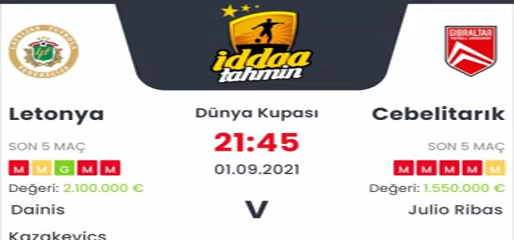 GIBRALTAR
iddaa
tahmin
Letonya
Dünya Kupası
Cebelitarık
SON 5 MAÇ
21:45
SON 5 MAÇ
M M G M M
01.09.2021
M M M M M
Değeri: 2.100.000 €
Değeri: 1.550.000 €
Dainis
Kazakevics
V
Julio Ribas